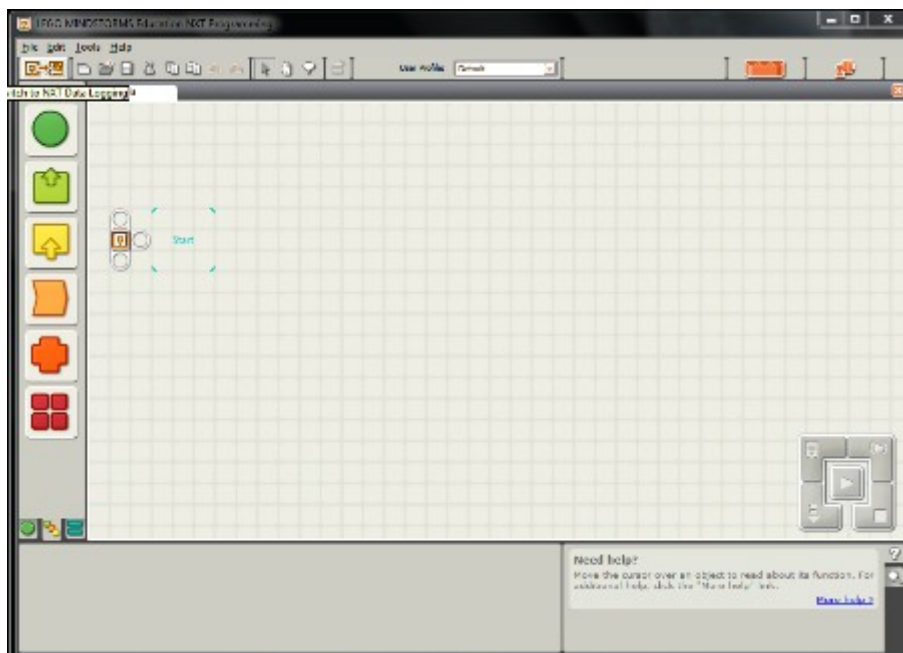 LEGO MINDSTORMS Education NXT Programming
File Edit Tools Help
User Profile: Default
itch to NXT Data Logging
Start
Need help?
Move the cursor over an object to read about its function. For
additional help, click the "More help" link.
More help »